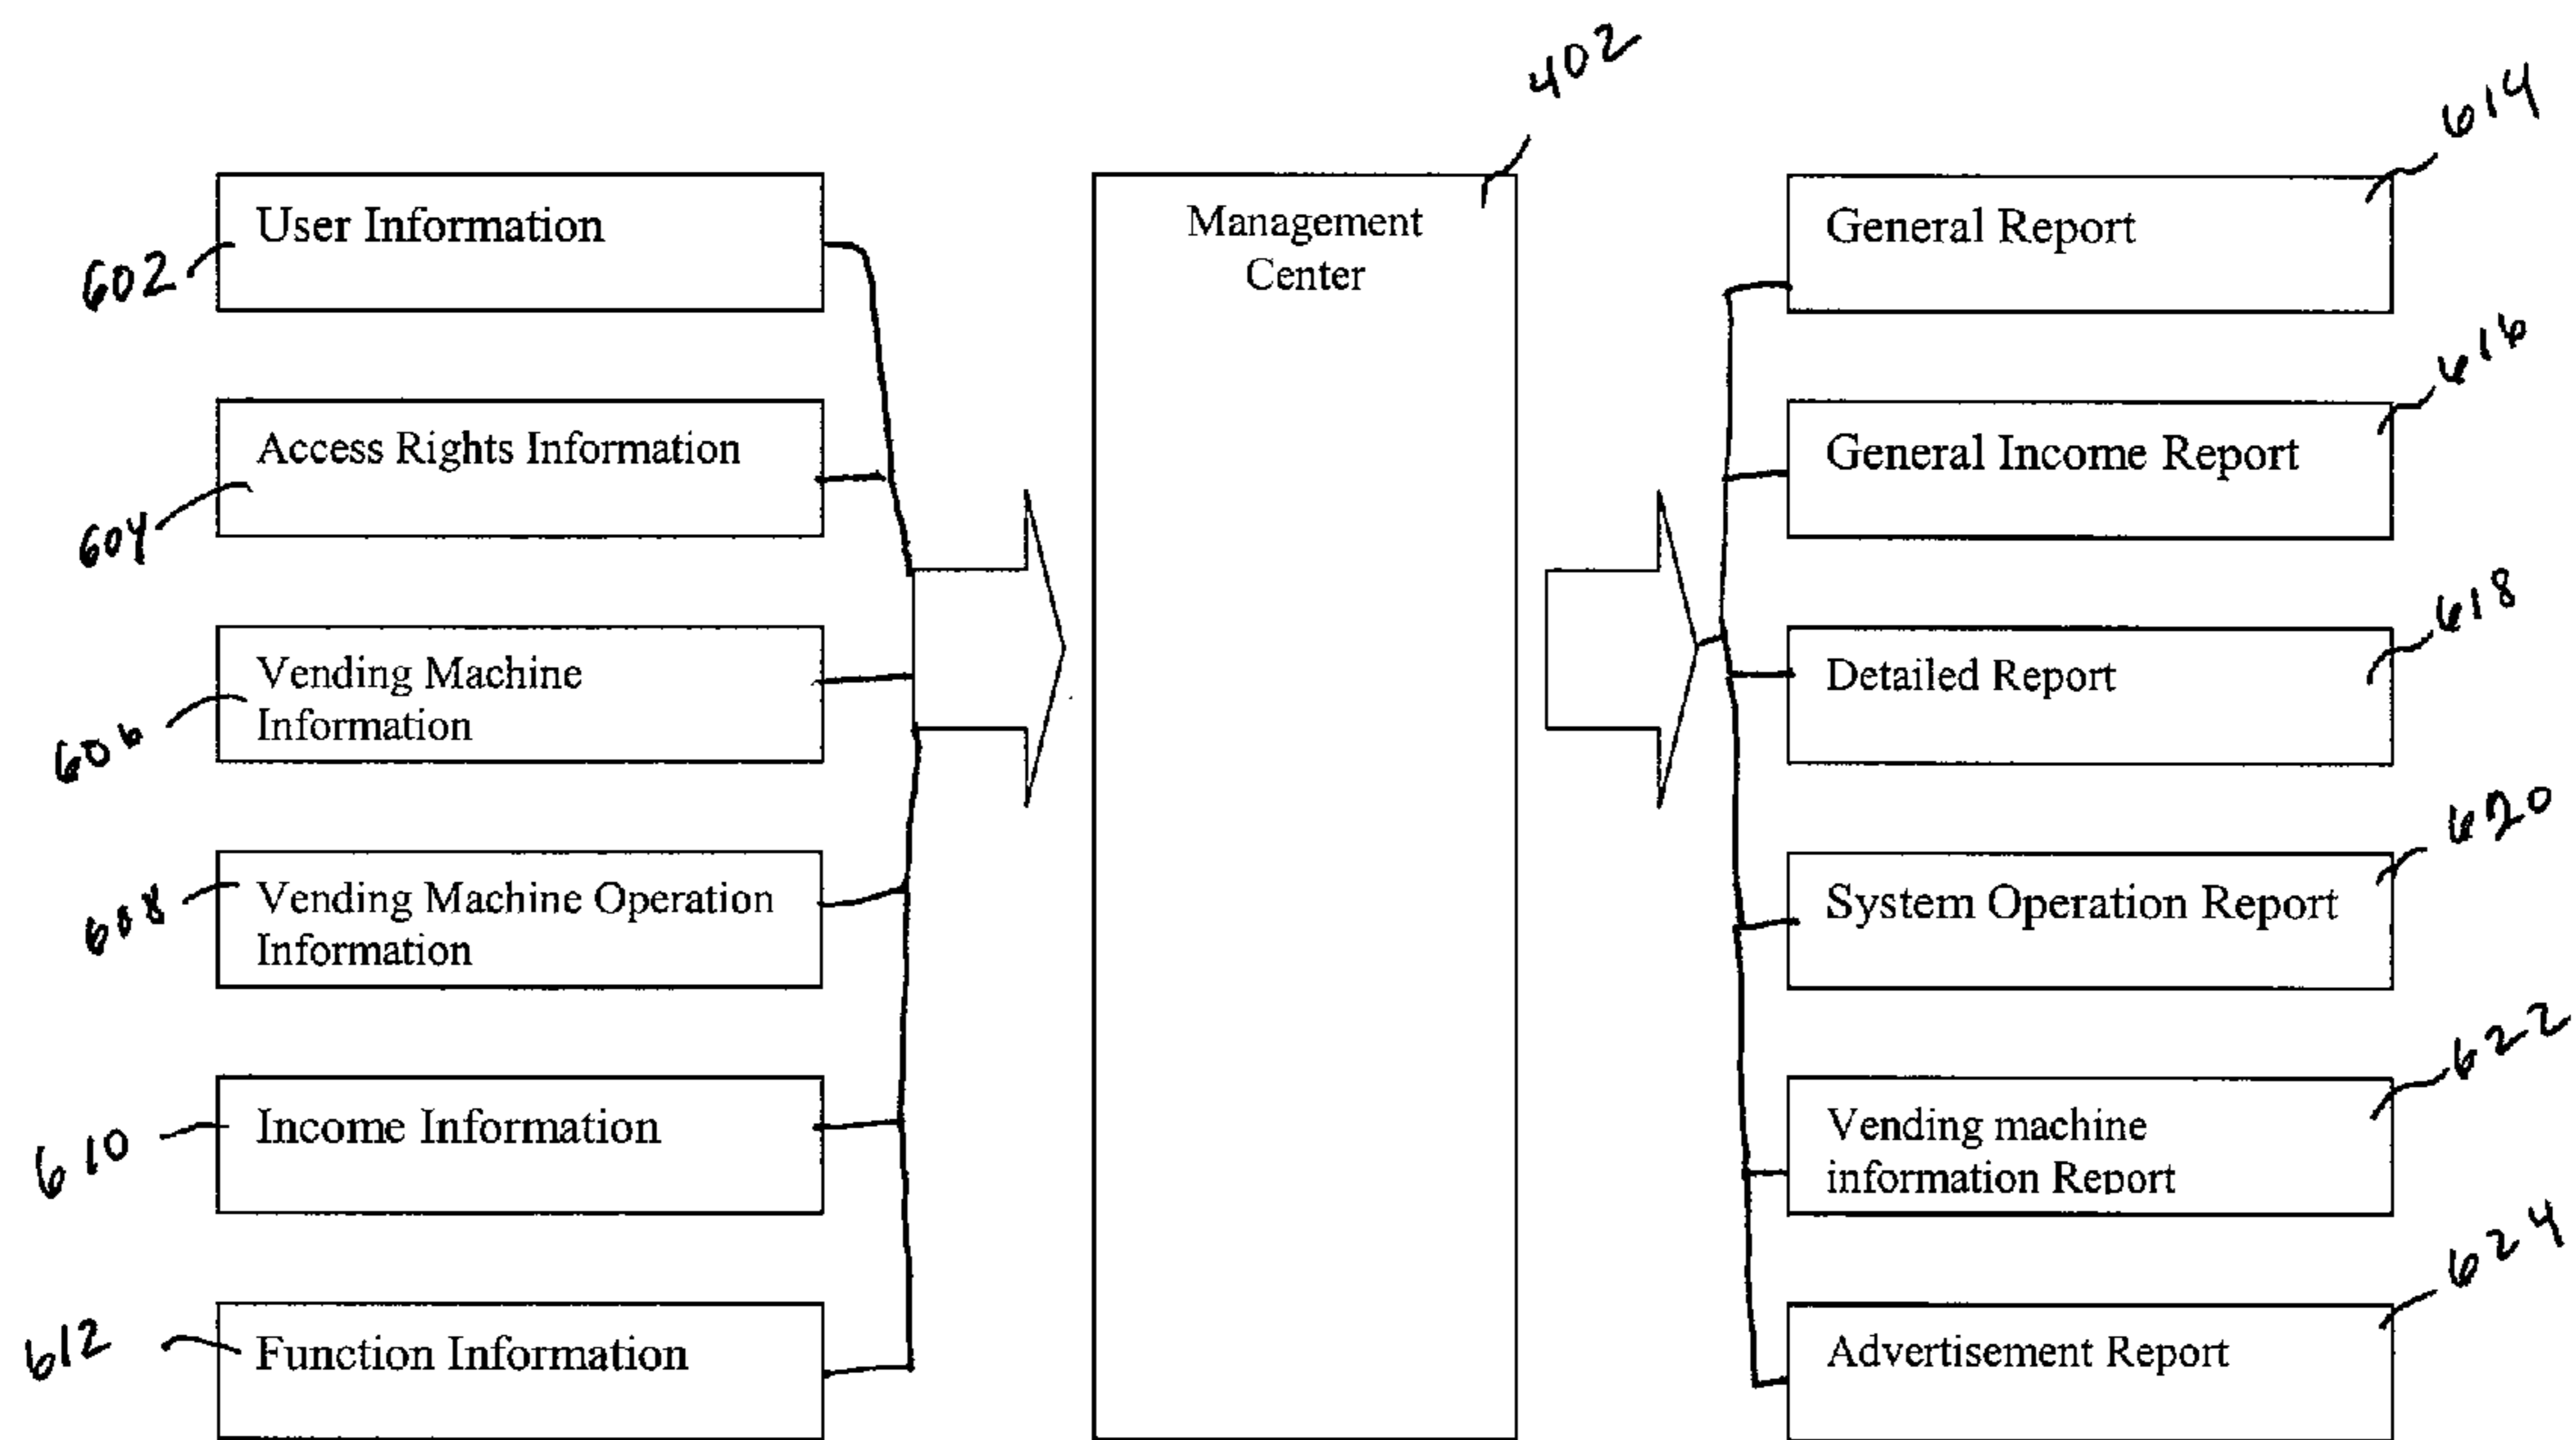 402
614
User Information
602
Management
Center
General Report
616
Access Rights Information
604
General Income Report
618
Vending Machine
Information
606
Detailed Report
620
Vending Machine Operation
Information
608
System Operation Report
622
Income Information
610
Vending machine
information Report
624
Function Information
612
Advertisement Report